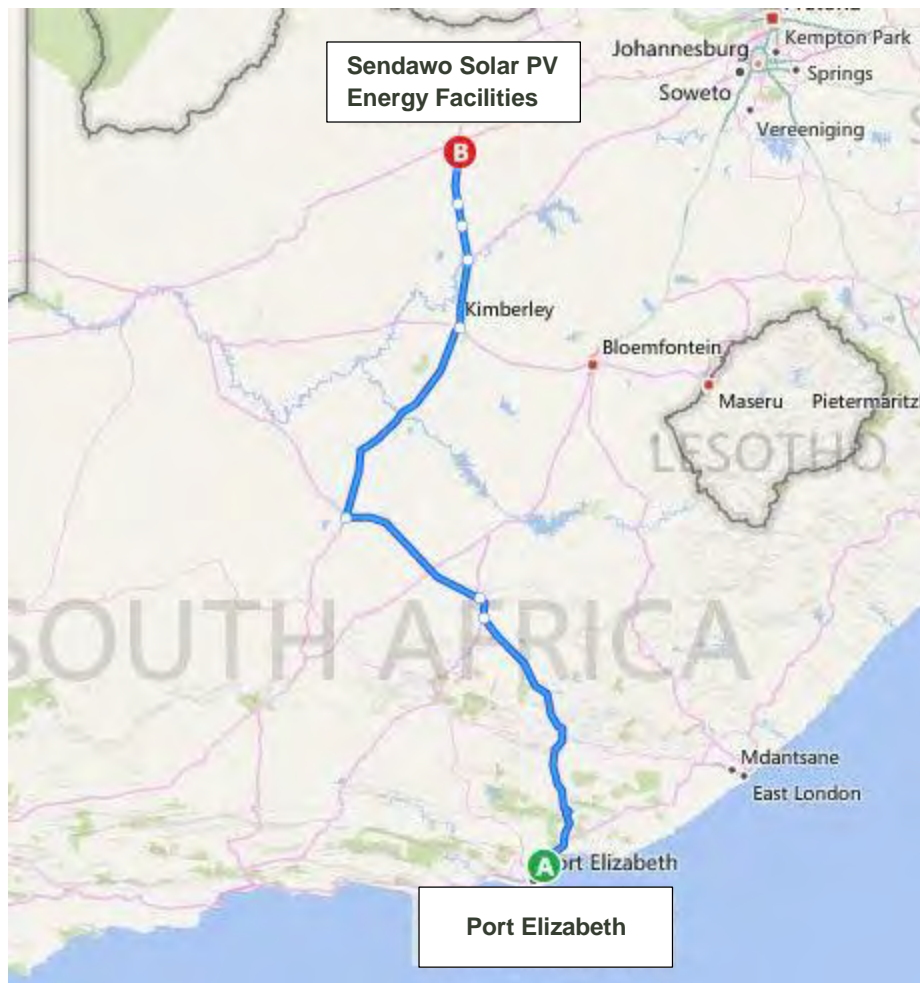 Johannesburg
Kempton Park
Springs
Soweto
Vereeniging
Sendawo Solar PV
Energy Facilities
B
Kimberley
Bloemfontein
Maseru
LESOTHO
SOUTH AFRICA
Mdantsane
East London
A
ort Elizabeth
Port Elizabeth